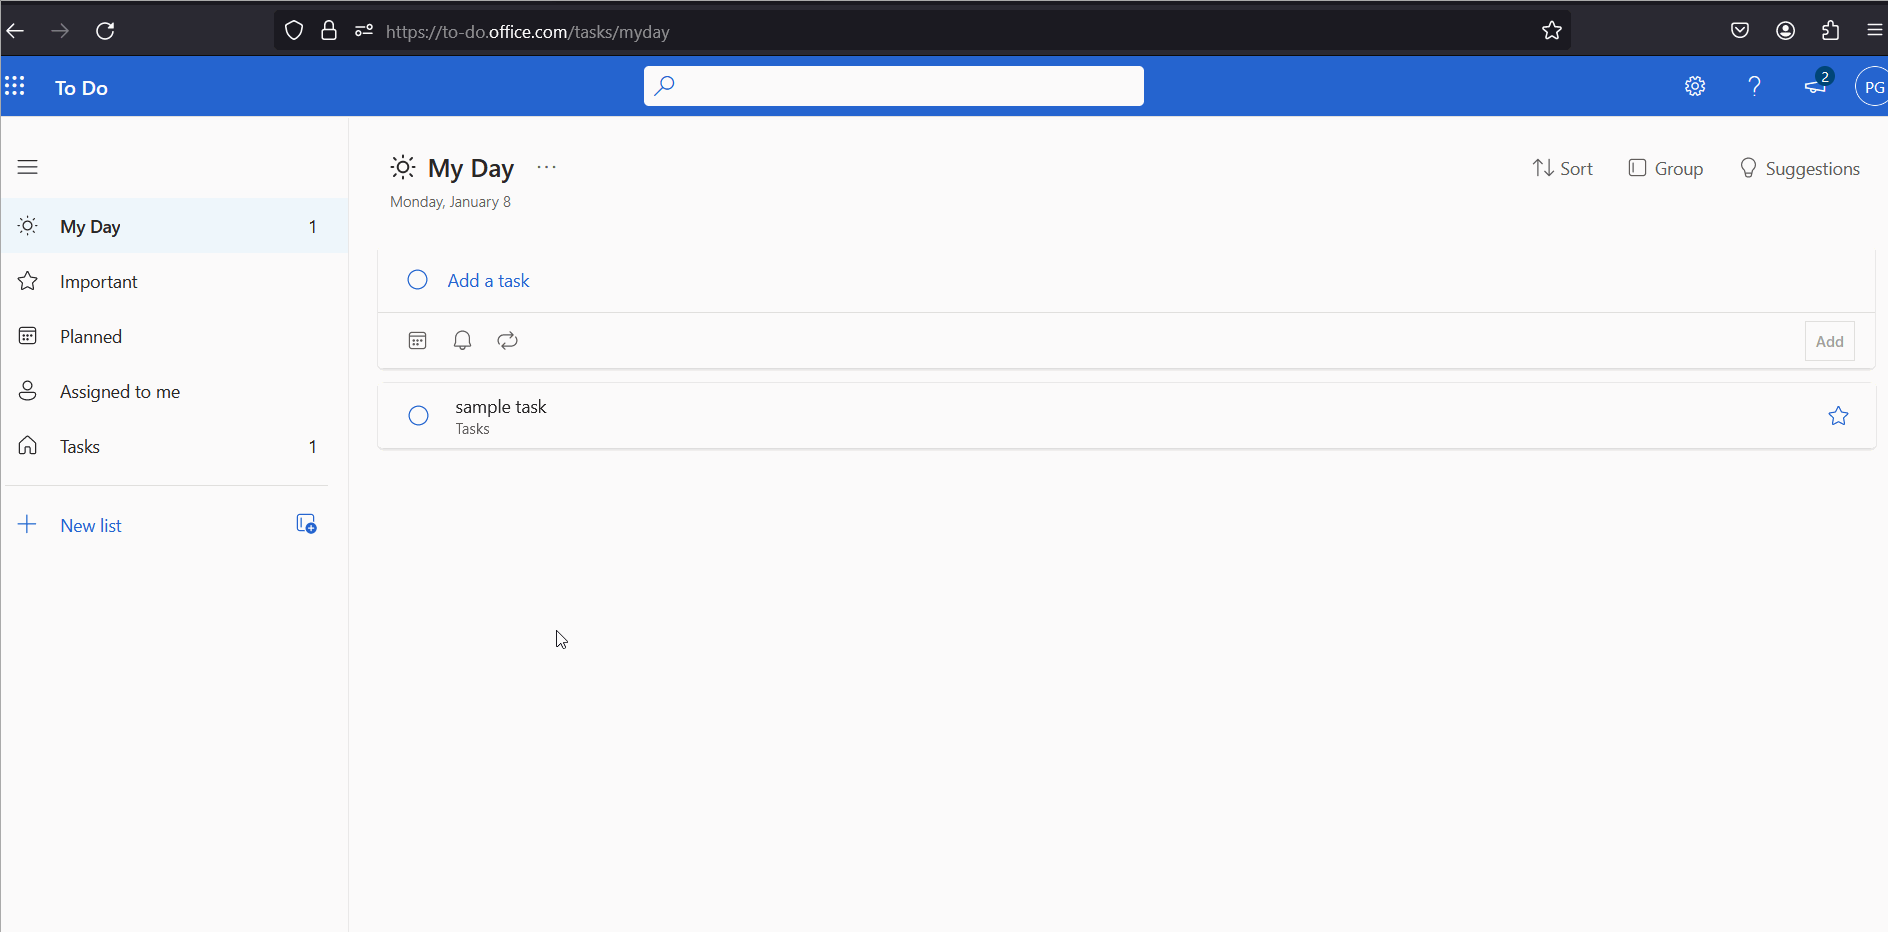 https://to-do.office.com/tasks/myday
To Do
2
PG
My Day
Sort
Group
Suggestions
Monday, January 8
My Day 1
Important
Planned
Assigned to me
Tasks 1
New list
Add a task
Add
sample task
Tasks